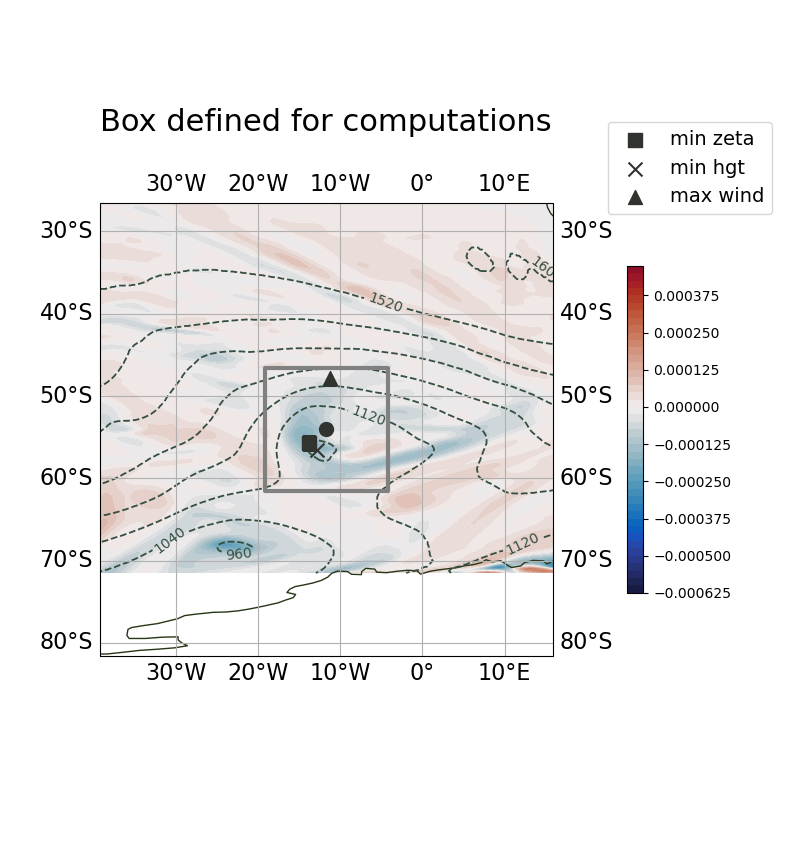 Box defined for computations
min zeta
min hgt
max wind
30°W 20°W 10°W 0° 10°E
30°S 30°S
160
1520
40°S 40°S
50°S 50°S
1120
60°S 60°S
1040
1120
960
70°S 70°S
80°S 80°S
30°W 20°W 10°W 0° 10°E
0.000375
0.000250
0.000125
0.000000
−0.000125
−0.000250
−0.000375
−0.000500
−0.000625